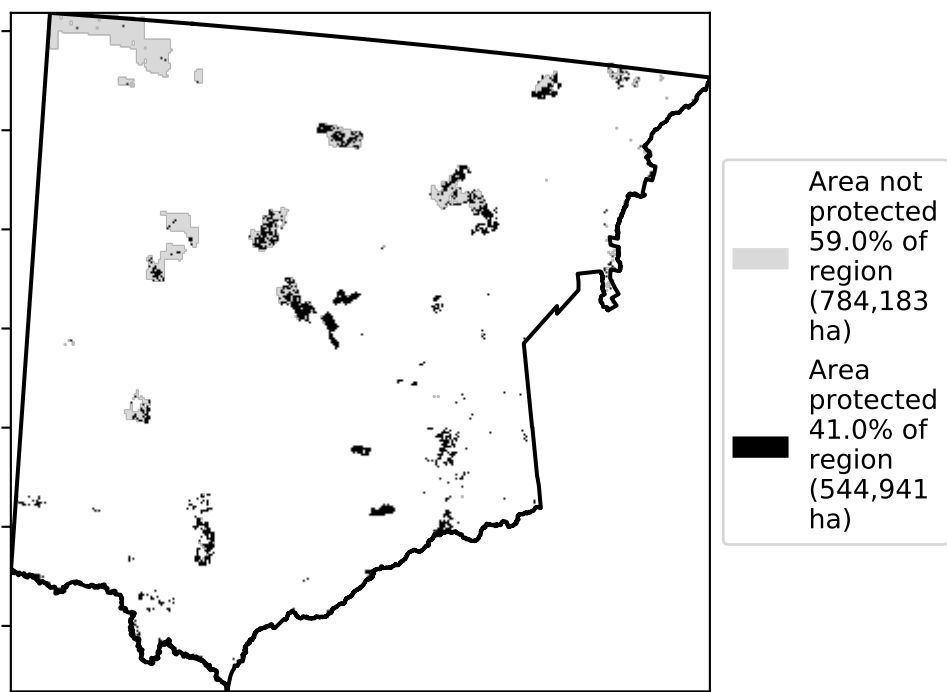 Area not
protected
59.0% of
region
(784,183
ha)
Area
protected
41.0% of
region
(544,941
ha)